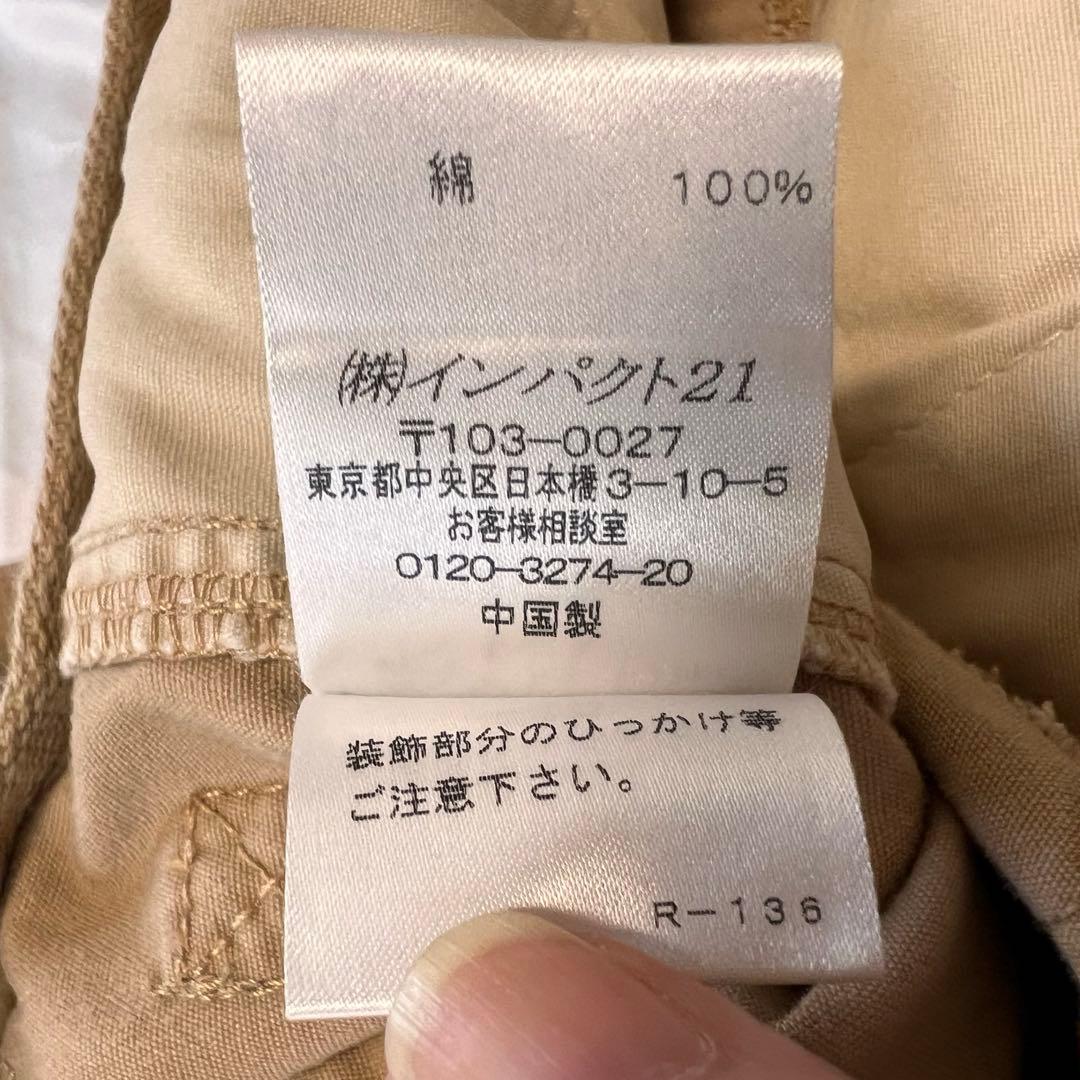 綿 100%
㈱インパクト21
〒103-0027
東京都中央区日本橋3-10-5
お客様相談室
0120-3274-20
中国製
装飾部分のひっかけ等
ご注意下さい。
R-136